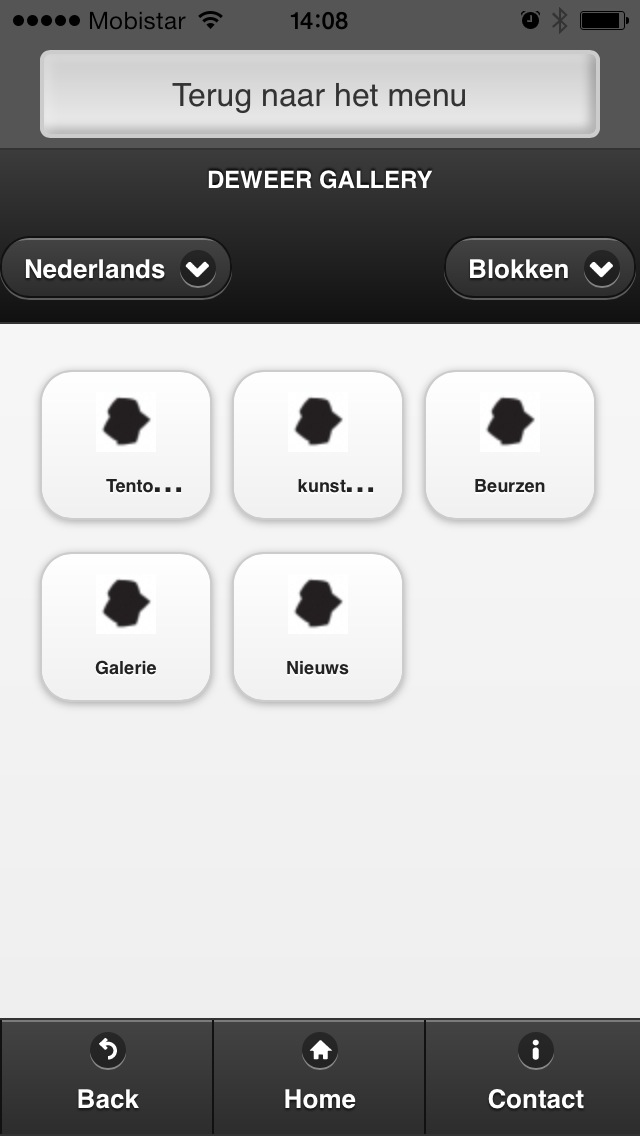 Mobistar 14:08
Terug naar het menu
DEWEER GALLERY
Nederlands Blokken
Tento... kunst... Beurzen
Galerie Nieuws
Back Home Contact